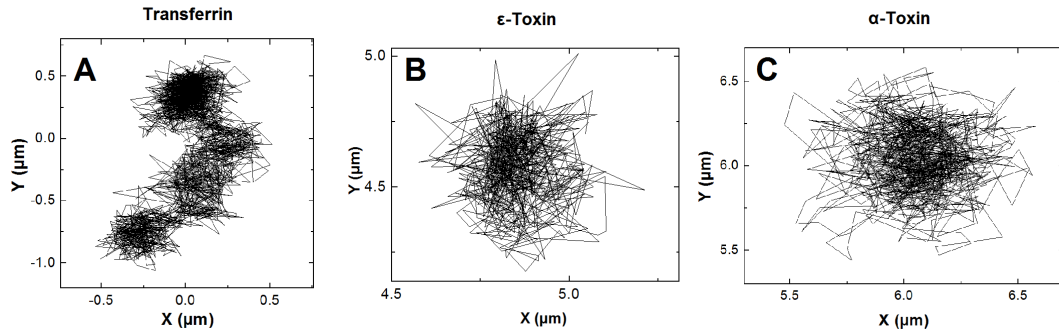 Transferrin
ε-Toxin
α-Toxin
A
B
C
0.5
0.0
-0.5
-1.0
Y (µm)
-0.5
0.0
0.5
X (µm)
5.0
4.5
Y (µm)
4.5
5.0
X (µm)
6.5
6.0
5.5
Y (µm)
5.5
6.0
6.5
X (µm)